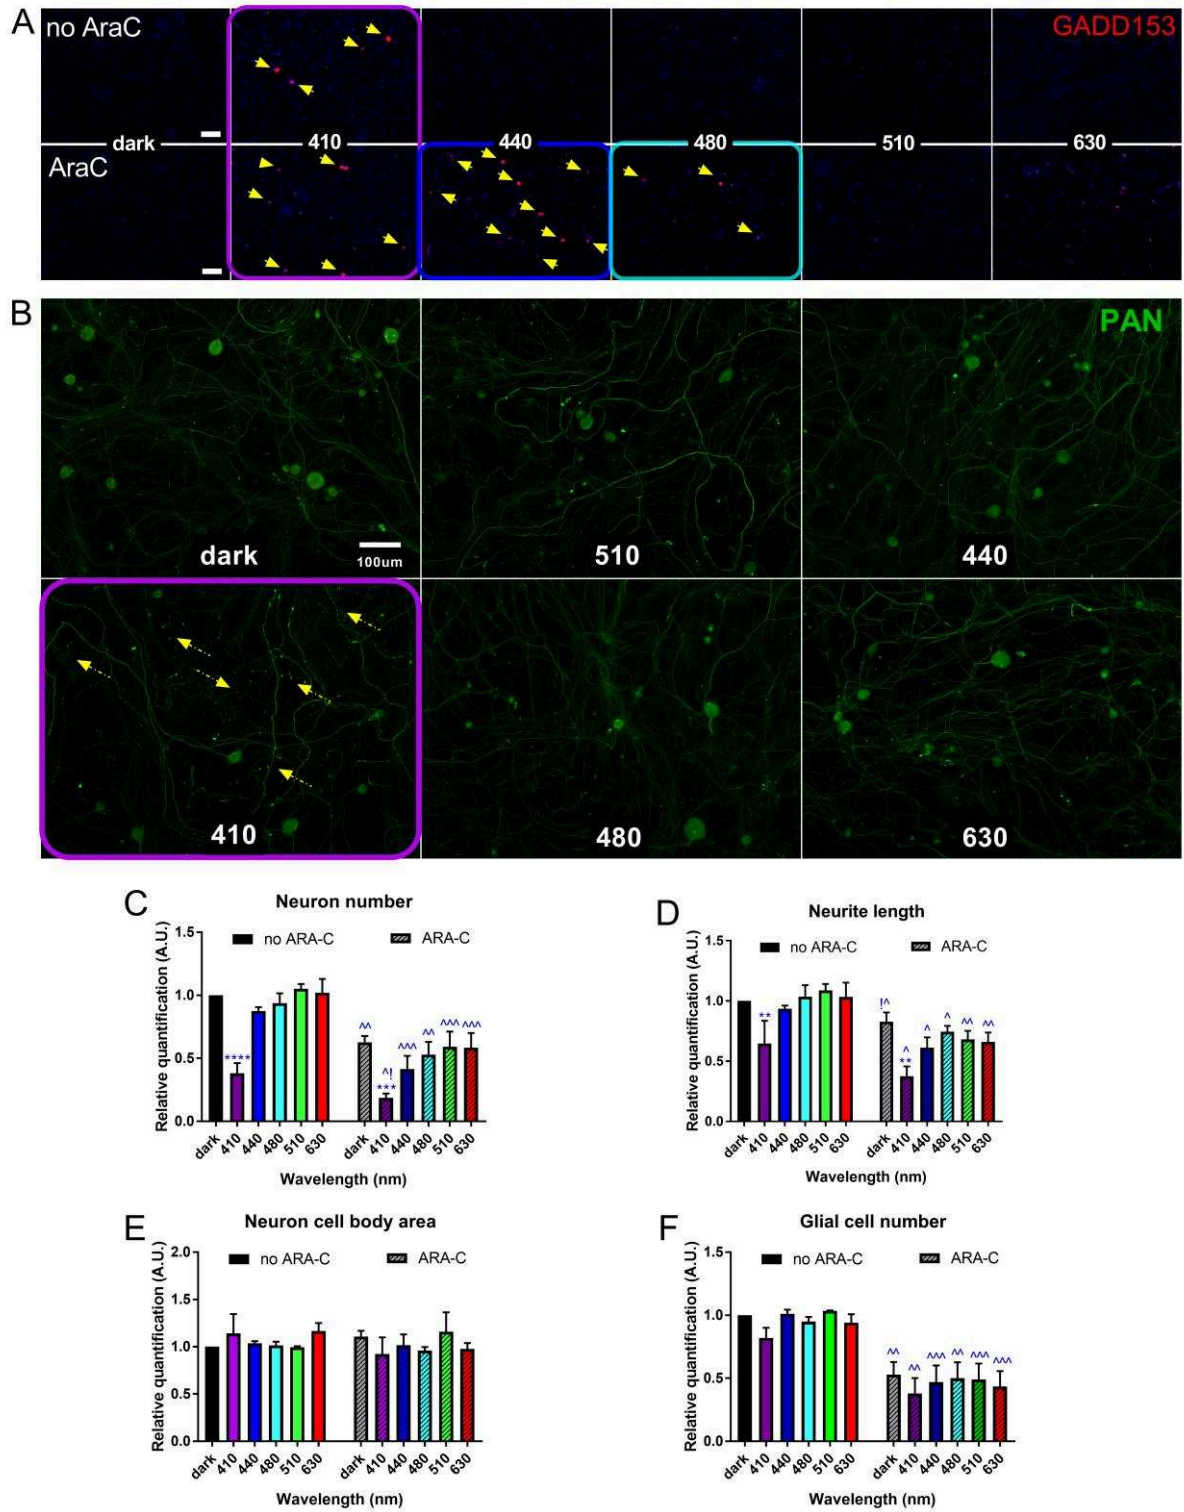 A
no AraC
GADD153
dark
410
440
480
510
630
AraC
B
PAN
dark
100um
510
440
410
480
630
C
Neuron number
no ARA-C
ARA-C
Relative quantification (A.U.)
1.5
1.0
0.5
0.0
****
^^
^!
***
^^^
^^
^^^
^^^
dark 410 440 480 510 630 dark 410 440 480 510 630
Wavelength (nm)
D
Neurite length
no ARA-C
ARA-C
Relative quantification (A.U.)
1.5
1.0
0.5
0.0
**
!^
^
**
^
^
^^
^^
dark 410 440 480 510 630 dark 410 440 480 510 630
Wavelength (nm)
E
Neuron cell body area
no ARA-C
ARA-C
Relative quantification (A.U.)
2.0
1.5
1.0
0.5
0.0
dark 410 440 480 510 630 dark 410 440 480 510 630
Wavelength (nm)
F
Glial cell number
no ARA-C
ARA-C
Relative quantification (A.U.)
1.5
1.0
0.5
0.0
^^
^^
^^^
^^
^^^
^^^
dark 410 440 480 510 630 dark 410 440 480 510 630
Wavelength (nm)